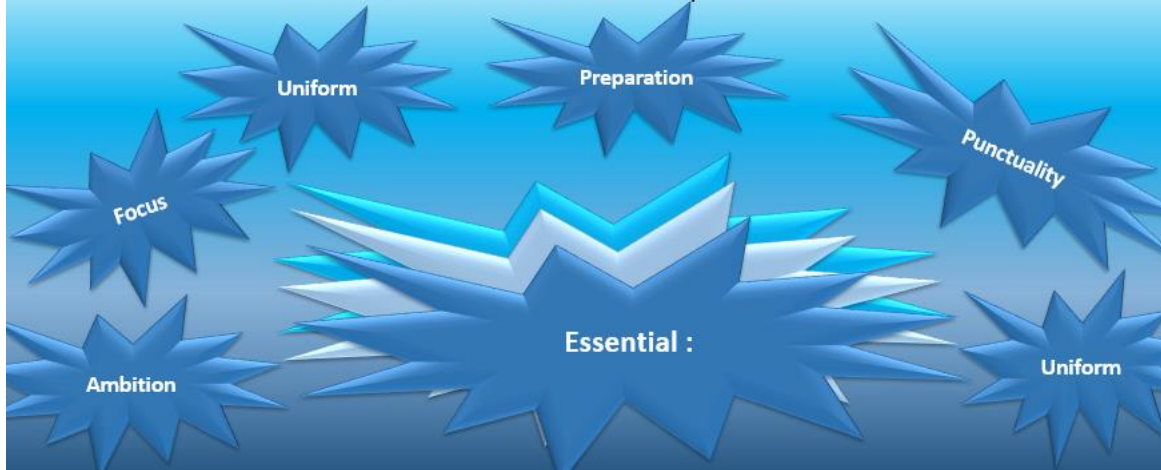 Uniform
Preparation
Punctuality
Focus
Essential :
Ambition
Uniform